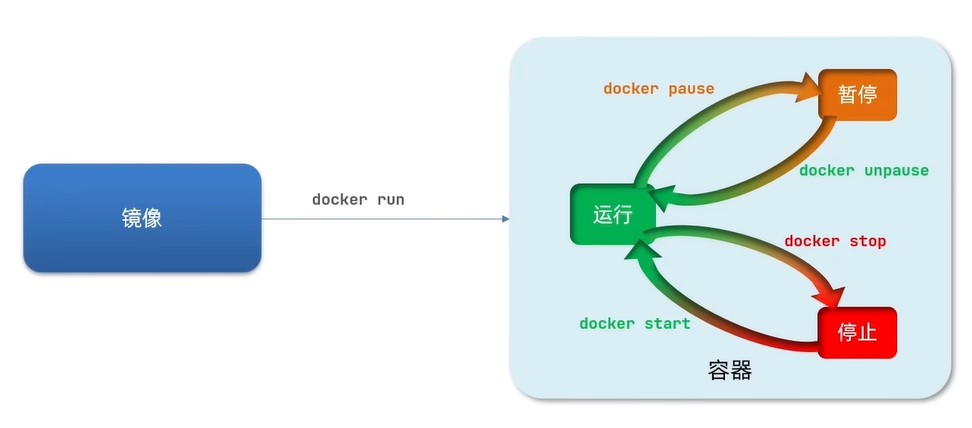 镜像
docker run
docker pause
暂停
docker unpause
运行
docker stop
docker start
停止
容器